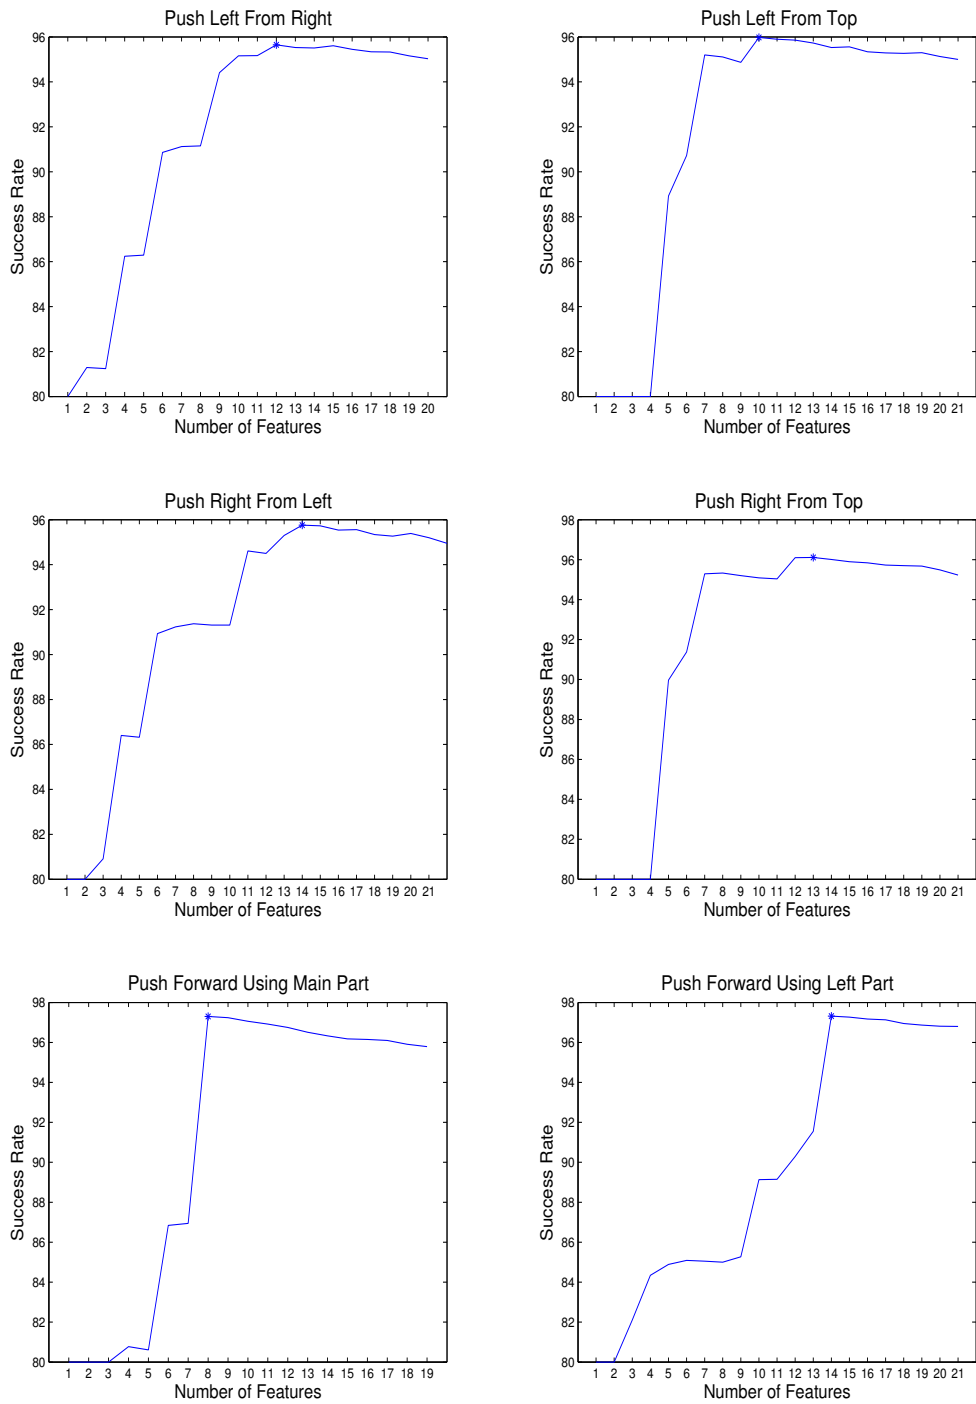 Push Left From Right
96
94
92
90
88
86
84
82
80
Success Rate
1 2 3 4 5 6 7 8 9 10 11 12 13 14 15 16 17 18 19 20
Number of Features
Push Left From Top
96
94
92
90
88
86
84
82
80
Success Rate
1 2 3 4 5 6 7 8 9 10 11 12 13 14 15 16 17 18 19 20 21
Number of Features
Push Right From Left
96
94
92
90
88
86
84
82
80
Success Rate
1 2 3 4 5 6 7 8 9 10 11 12 13 14 15 16 17 18 19 20 21
Number of Features
Push Right From Top
98
96
94
92
90
88
86
84
82
80
Success Rate
1 2 3 4 5 6 7 8 9 10 11 12 13 14 15 16 17 18 19 20 21
Number of Features
Push Forward Using Main Part
98
96
94
92
90
88
86
84
82
80
Success Rate
1 2 3 4 5 6 7 8 9 10 11 12 13 14 15 16 17 18 19
Number of Features
Push Forward Using Left Part
98
96
94
92
90
88
86
84
82
80
Success Rate
1 2 3 4 5 6 7 8 9 10 11 12 13 14 15 16 17 18 19 20 21
Number of Features